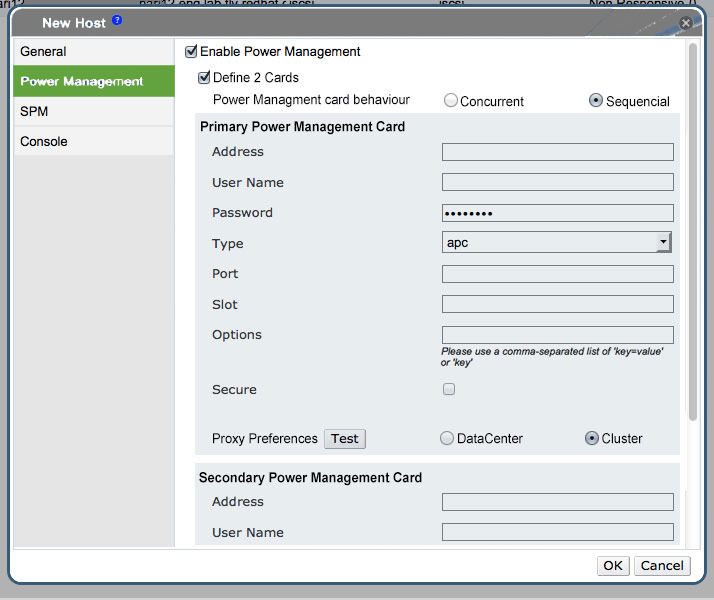 New Host ?
General
Power Management
SPM
Console
Enable Power Management
Define 2 Cards
Power Managment card behaviour Concurrent Sequencial
Primary Power Management Card
Address
User Name
Password ••••••••
Type apc
Port
Slot
Options
Please use a comma-separated list of 'key=value'
or 'key'
Secure
Proxy Preferences Test DataCenter Cluster
Secondary Power Management Card
Address
User Name
OK Cancel